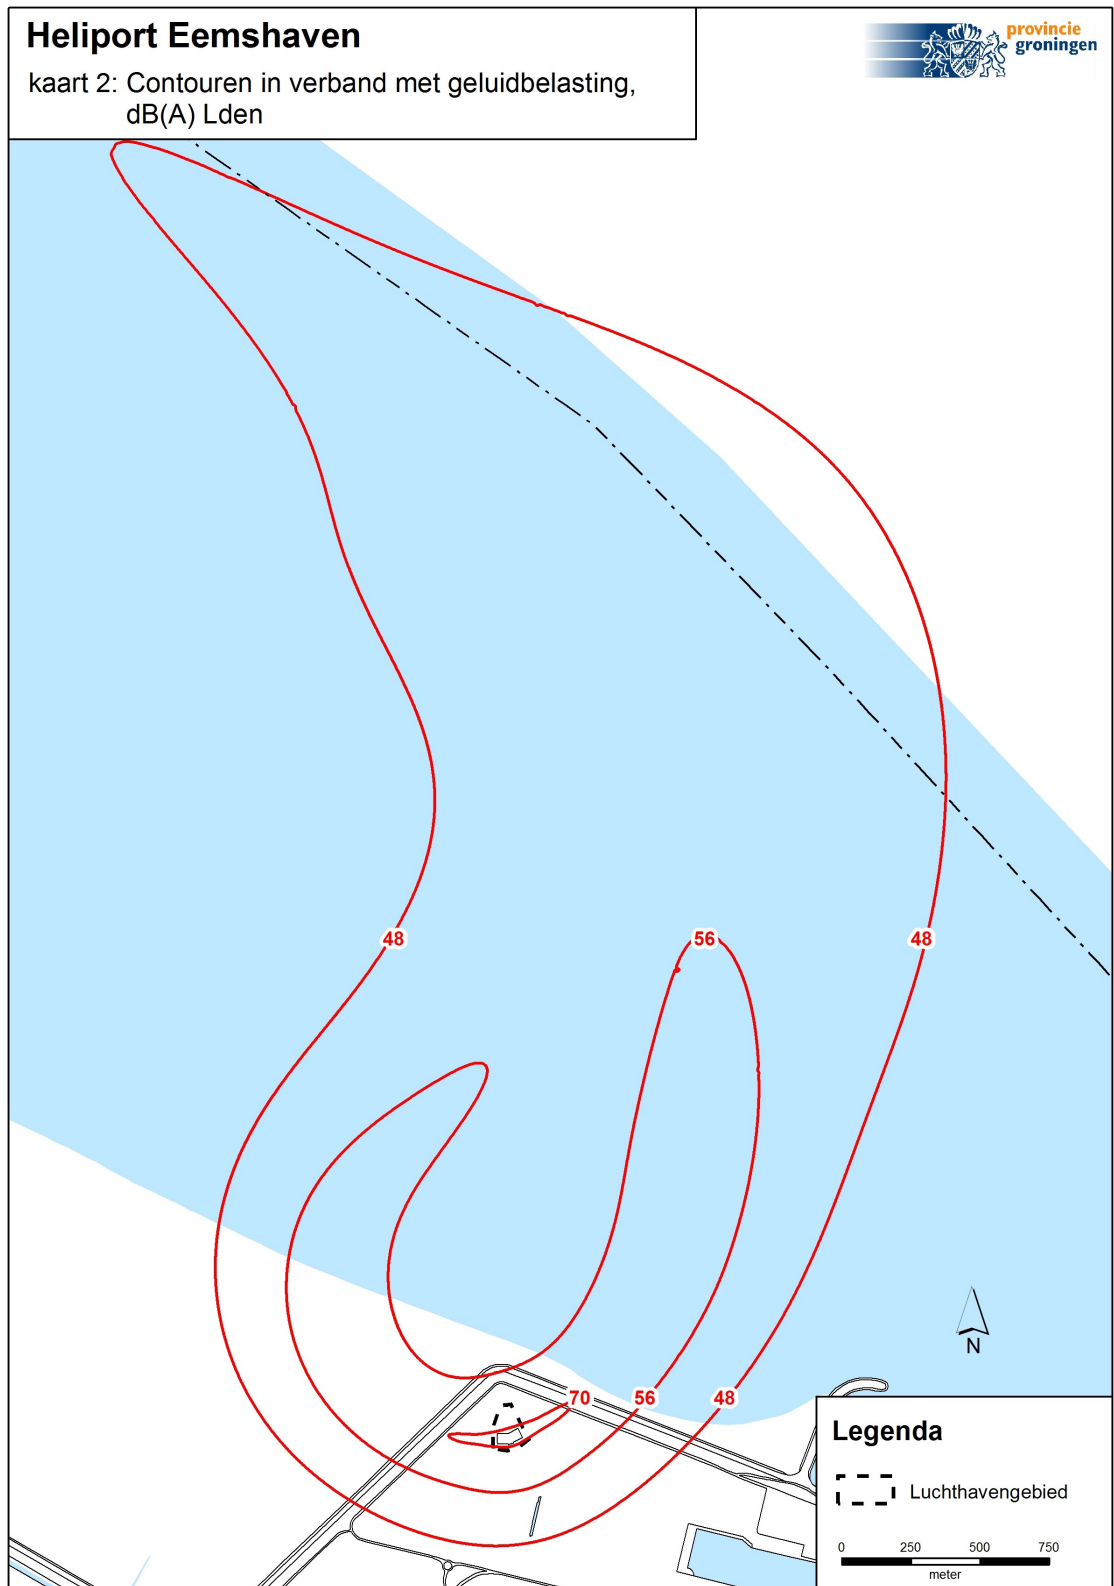 Heliport Eemshaven
kaart 2: Contouren in verband met geluidbelasting,
dB(A) Lden
provincie
groningen
48
56
48
70
56
48
N
Legenda
Luchthavengebied
0 250 500 750
meter